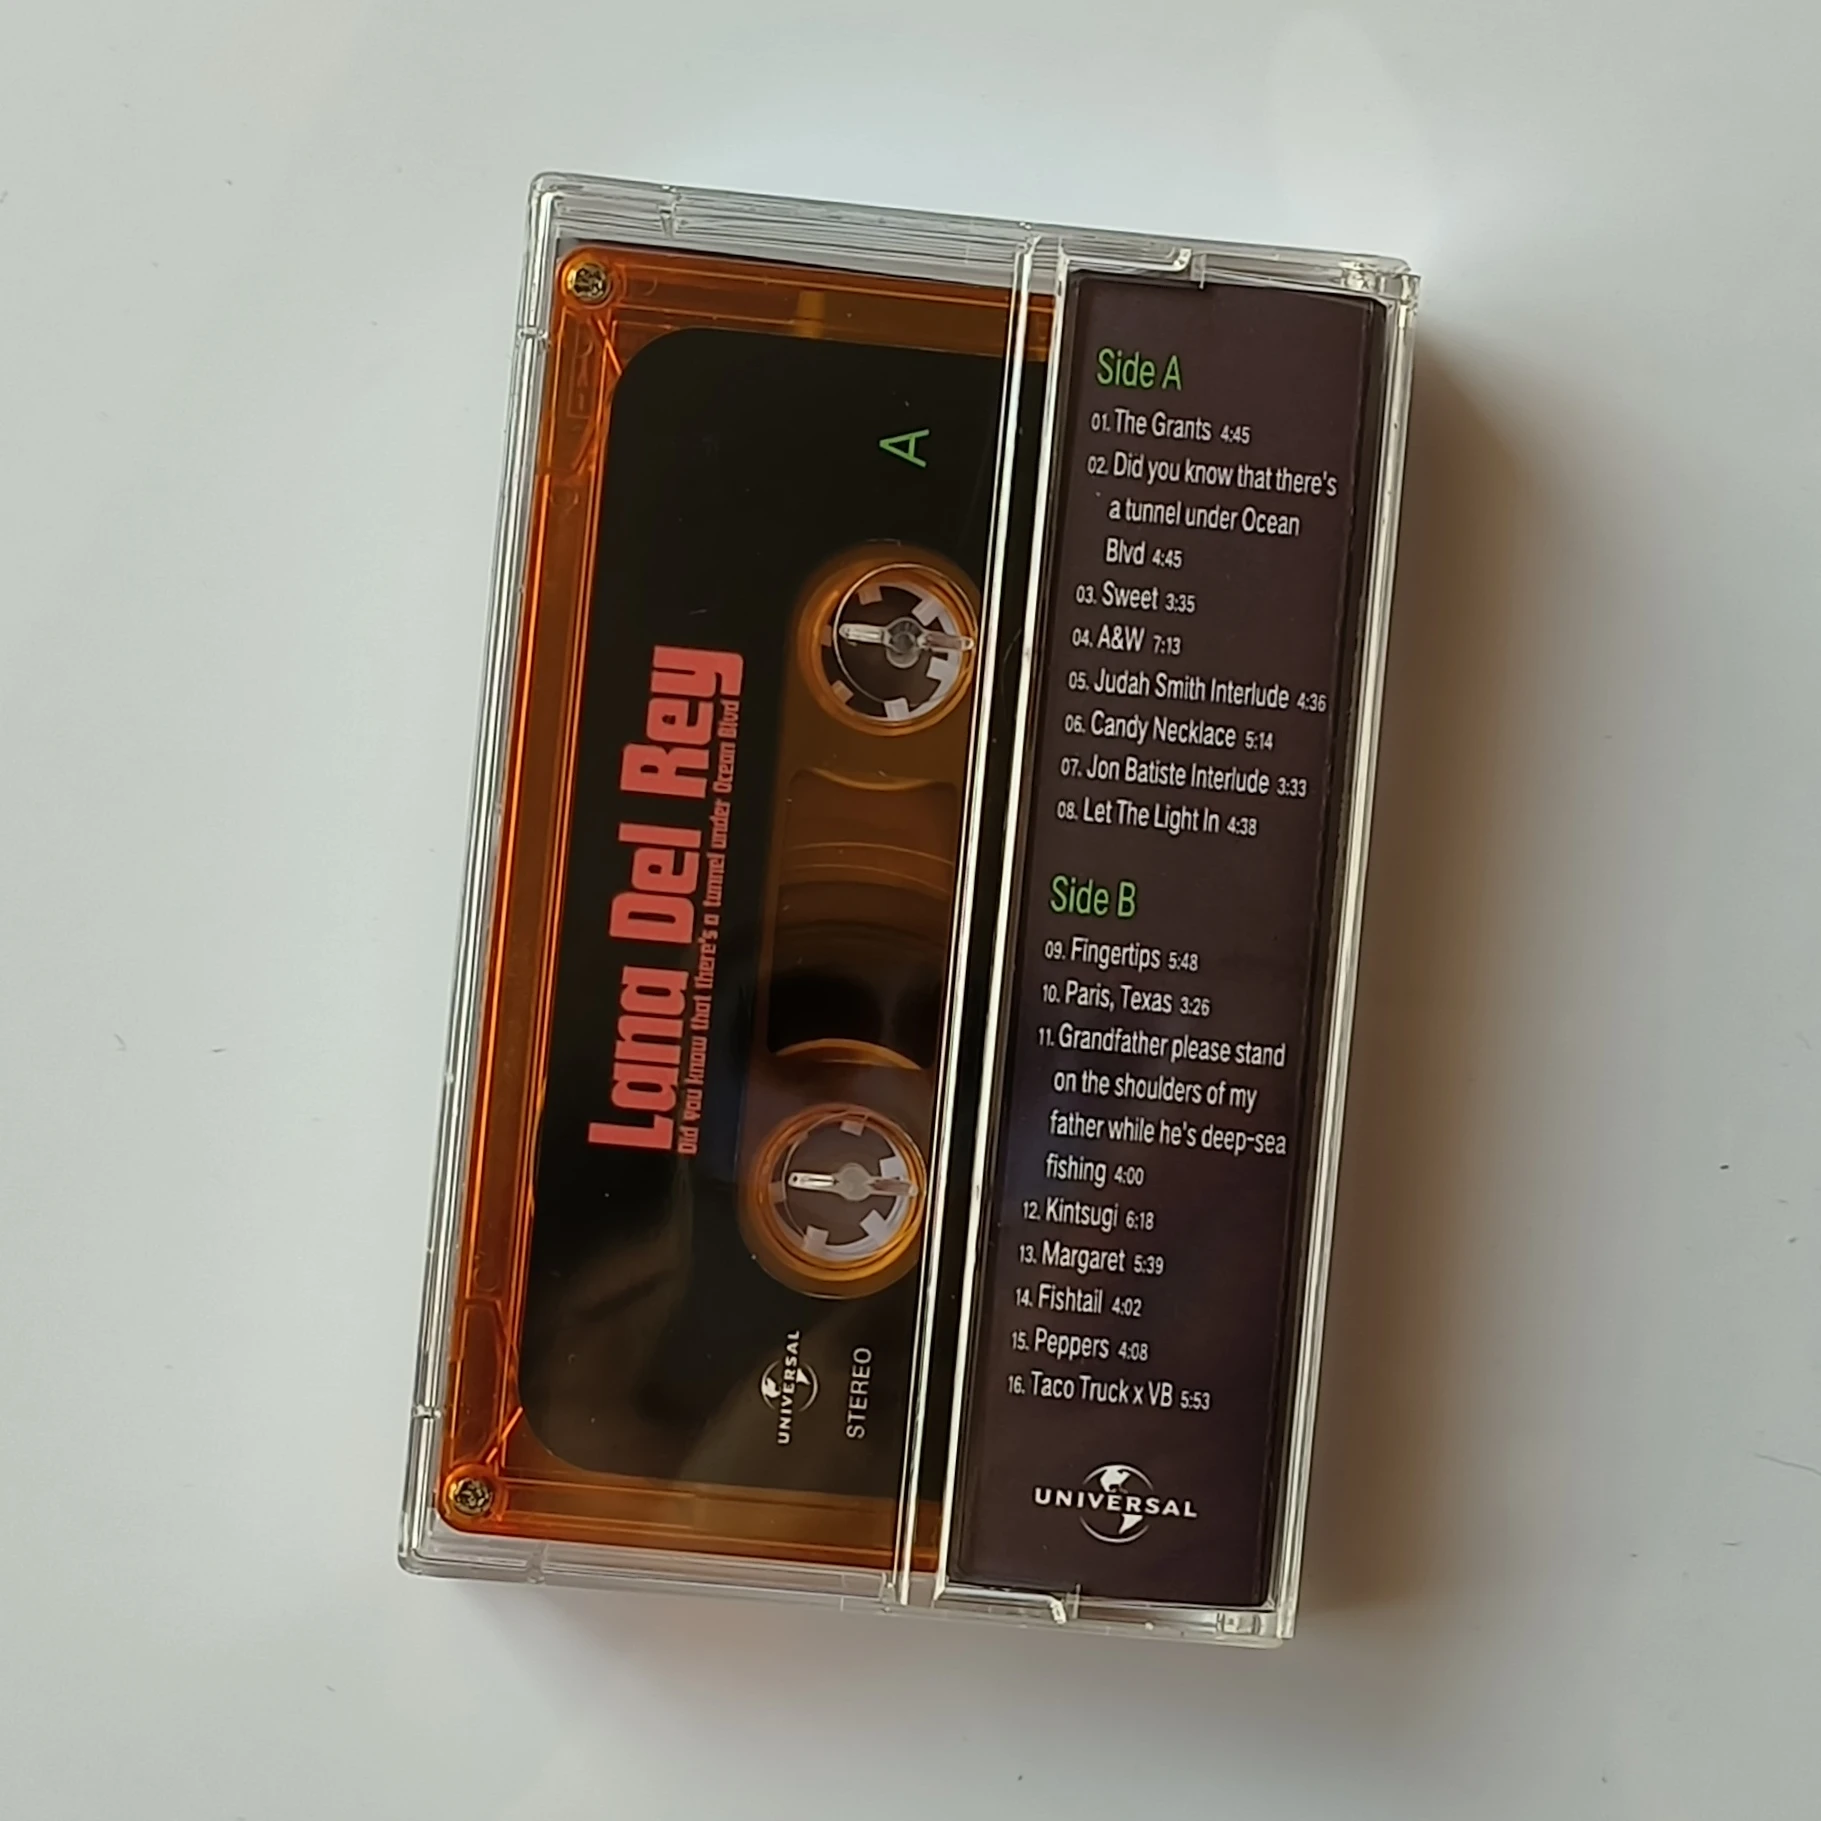 A
Lana Del Rey
Did you know that there's a tunnel under Ocean Blvd
UNIVERSAL
STEREO
Side A
01. The Grants 4:45
02. Did you know that there's
a tunnel under Ocean
Blvd 4:45
03. Sweet 3:35
04. A&W 7:13
05. Judah Smith Interlude 4:36
06. Candy Necklace 5:14
07. Jon Batiste Interlude 3:33
08. Let The Light In 4:38
Side B
09. Fingertips 5:48
10. Paris, Texas 3:26
11. Grandfather please stand
on the shoulders of my
father while he's deep-sea
fishing 4:00
12. Kintsugi 6:18
13. Margaret 5:39
14. Fishtail 4:02
15. Peppers 4:08
16. Taco Truck x VB 5:53
UNIVERSAL